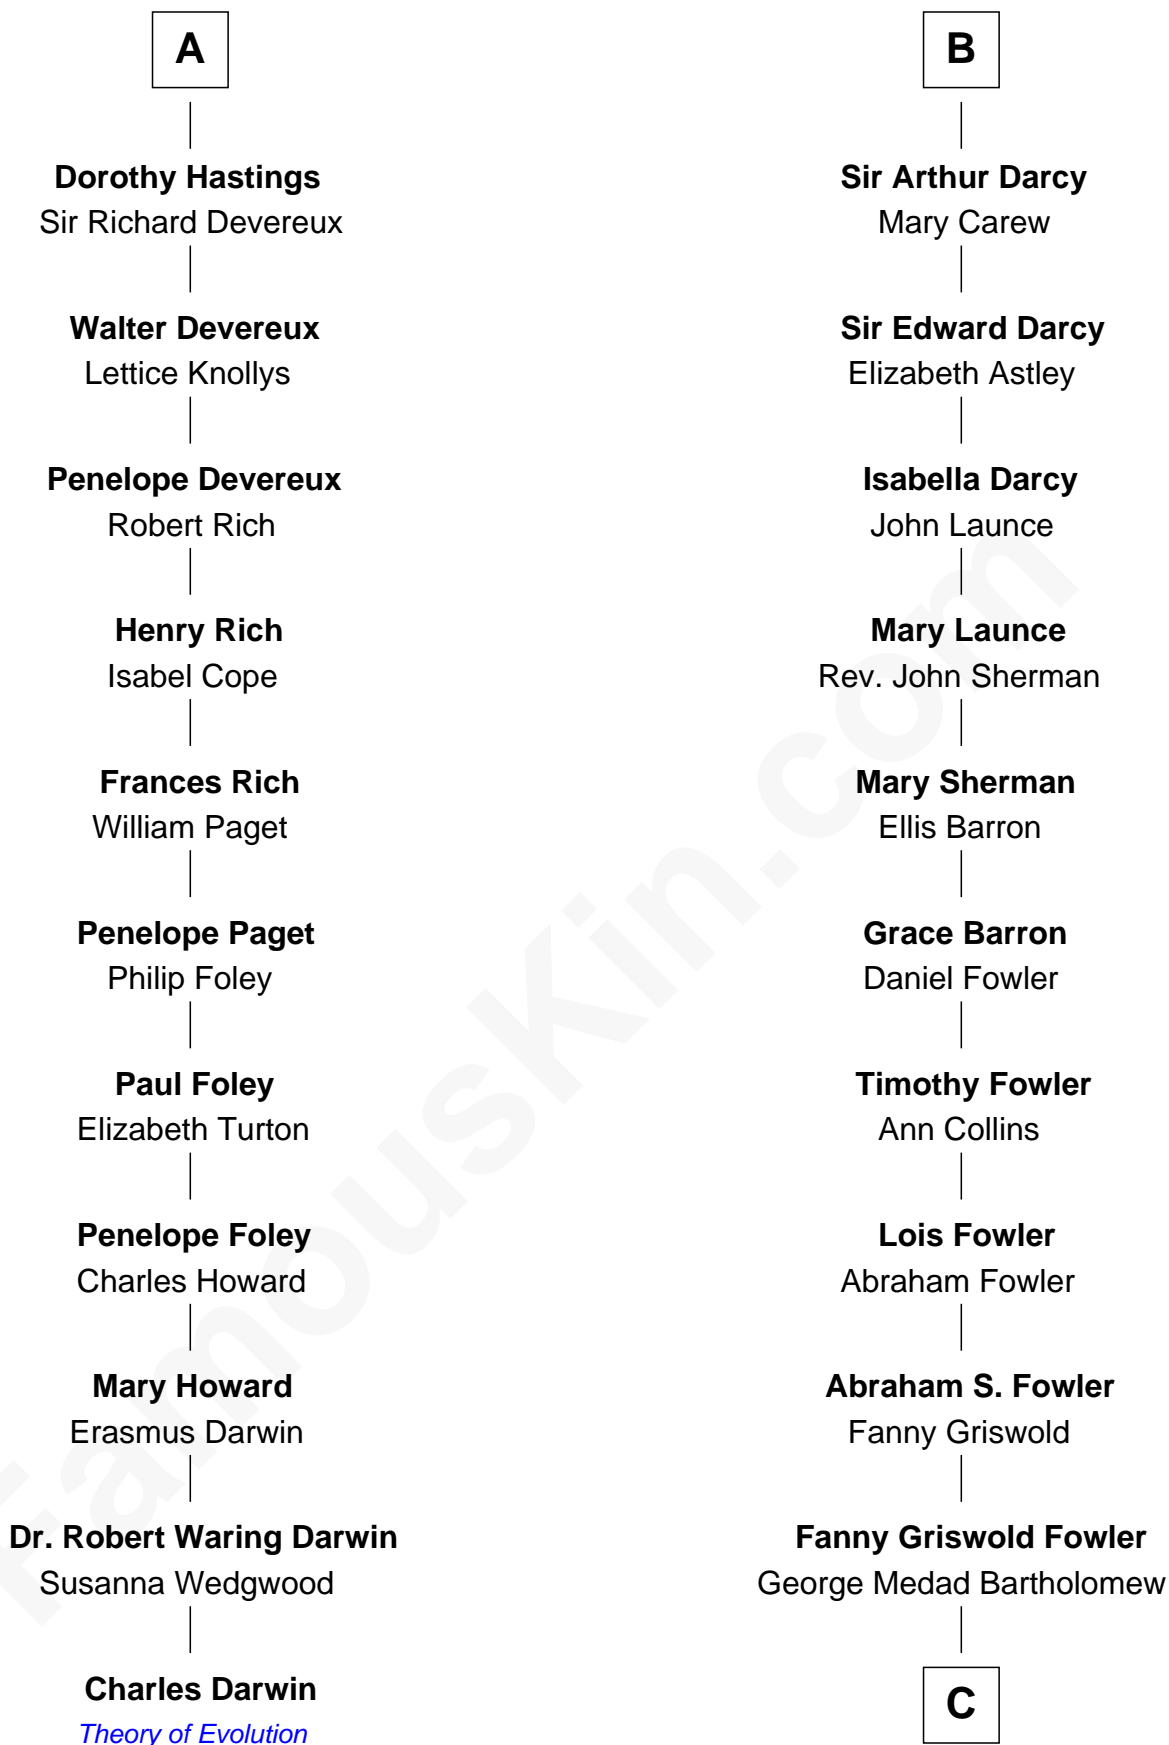 A
Dorothy Hastings
Sir Richard Devereux
Walter Devereux
Lettice Knollys
Penelope Devereux
Robert Rich
Henry Rich
Isabel Cope
Frances Rich
William Paget
Penelope Paget
Philip Foley
Paul Foley
Elizabeth Turton
Penelope Foley
Charles Howard
Mary Howard
Erasmus Darwin
Dr. Robert Waring Darwin
Susanna Wedgwood
Charles Darwin
Theory of Evolution
B
Sir Arthur Darcy
Mary Carew
Sir Edward Darcy
Elizabeth Astley
Isabella Darcy
John Launce
Mary Launce
Rev. John Sherman
Mary Sherman
Ellis Barron
Grace Barron
Daniel Fowler
Timothy Fowler
Ann Collins
Lois Fowler
Abraham Fowler
Abraham S. Fowler
Fanny Griswold
Fanny Griswold Fowler
George Medad Bartholomew
C
FamousKin.com